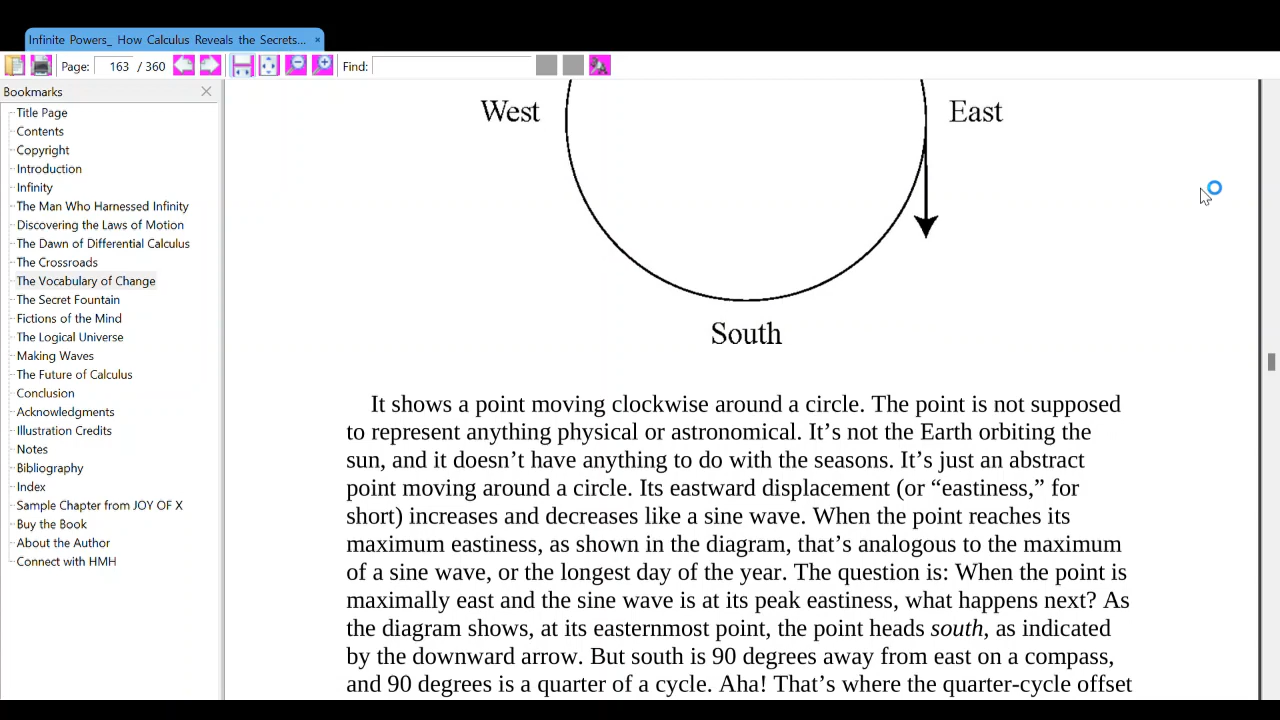 Infinite Powers_ How Calculus Reveals the Secrets... ×
Page: 163 / 360 Find:
Bookmarks
Title Page
Contents
Copyright
Introduction
Infinity
The Man Who Harnessed Infinity
Discovering the Laws of Motion
The Dawn of Differential Calculus
The Crossroads
The Vocabulary of Change
The Secret Fountain
Fictions of the Mind
The Logical Universe
Making Waves
The Future of Calculus
Conclusion
Acknowledgments
Illustration Credits
Notes
Bibliography
Index
Sample Chapter from JOY OF X
Buy the Book
About the Author
Connect with HMH
West East
South
It shows a point moving clockwise around a circle. The point is not supposed
to represent anything physical or astronomical. It’s not the Earth orbiting the
sun, and it doesn’t have anything to do with the seasons. It’s just an abstract
point moving around a circle. Its eastward displacement (or “eastiness,” for
short) increases and decreases like a sine wave. When the point reaches its
maximum eastiness, as shown in the diagram, that’s analogous to the maximum
of a sine wave, or the longest day of the year. The question is: When the point is
maximally east and the sine wave is at its peak eastiness, what happens next? As
the diagram shows, at its easternmost point, the point heads south, as indicated
by the downward arrow. But south is 90 degrees away from east on a compass,
and 90 degrees is a quarter of a cycle. Aha! That’s where the quarter-cycle offset